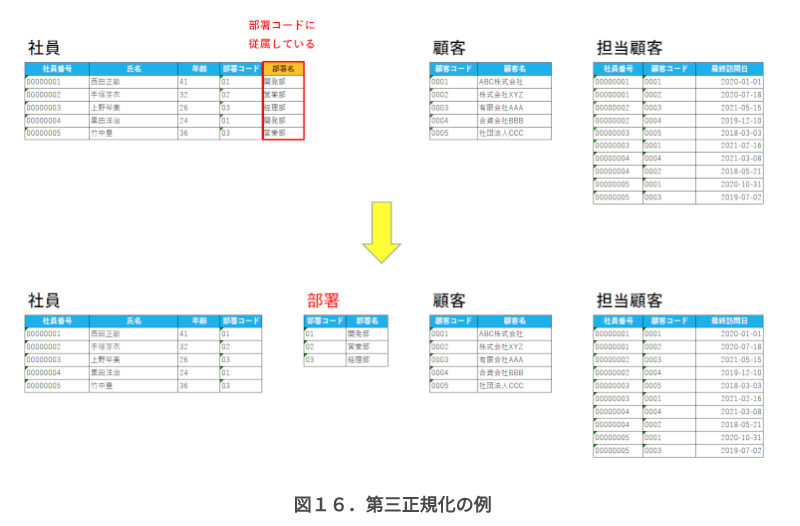 部署コードに
従属している
社員
社員番号 氏名 年齢 部署コード 部署名
00000001 西田正敏 41 01 開発部
00000002 手塚芽衣 32 02 営業部
00000003 上野琴美 26 03 経理部
00000004 黒田洋治 24 01 開発部
00000005 竹中豊 36 03 営業部
顧客
顧客コード 顧客名
0001 ABC株式会社
0002 株式会社XYZ
0003 有限会社AAA
0004 合資会社BBB
0005 社団法人CCC
担当顧客
社員番号 顧客コード 最終訪問日
00000001 0001 2020-01-01
00000001 0002 2020-07-18
00000002 0003 2021-05-15
00000002 0004 2019-12-10
00000003 0005 2018-03-03
00000003 0001 2021-02-16
00000004 0004 2021-03-08
00000004 0002 2018-05-21
00000005 0001 2020-10-31
00000005 0003 2019-07-02
社員
社員番号 氏名 年齢 部署コード
00000001 西田正敏 41 01
00000002 手塚芽衣 32 02
00000003 上野琴美 26 03
00000004 黒田洋治 24 01
00000005 竹中豊 36 03
部署
部署コード 部署名
01 開発部
02 営業部
03 経理部
顧客
顧客コード 顧客名
0001 ABC株式会社
0002 株式会社XYZ
0003 有限会社AAA
0004 合資会社BBB
0005 社団法人CCC
担当顧客
社員番号 顧客コード 最終訪問日
00000001 0001 2020-01-01
00000001 0002 2020-07-18
00000002 0003 2021-05-15
00000002 0004 2019-12-10
00000003 0005 2018-03-03
00000003 0001 2021-02-16
00000004 0004 2021-03-08
00000004 0002 2018-05-21
00000005 0001 2020-10-31
00000005 0003 2019-07-02
図１６．第三正規化の例